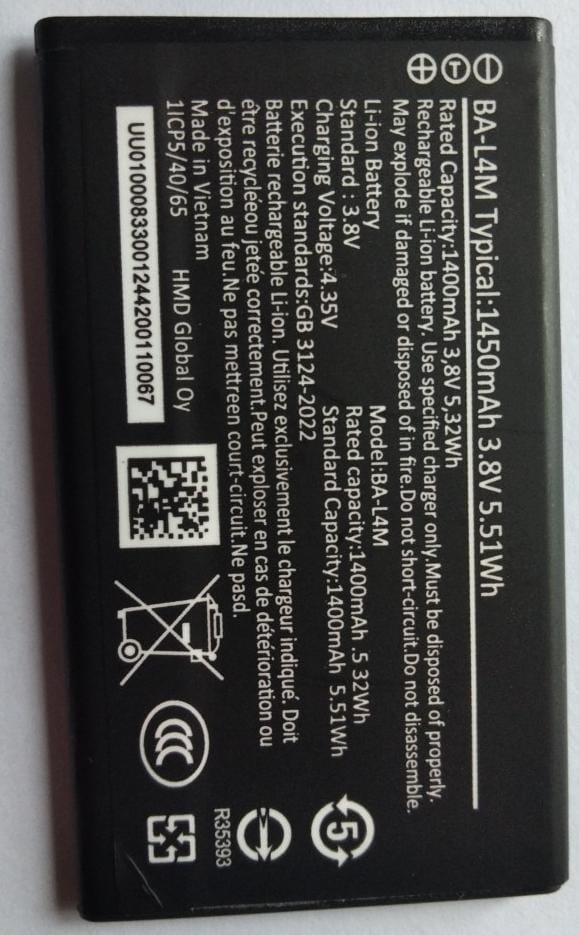 BA-L4M Typical:1450mAh 3.8V 5.51Wh
Rated Capacity:1400mAh 3,8V 5,32Wh
Rechargeable Li-ion battery. Use specified charger only.Must be disposed of properly.
May explode if damaged or disposed of in fire.Do not short-circuit.Do not disassemble.
Li-ion Battery Model:BA-L4M
Standard : 3.8V Rated capacity:1400mAh .5 32Wh
Charging Voltage:4.35V Standard Capacity:1400mAh 5.51Wh
Execution standards:GB 3124-2022
Batterie rechargeable Li-ion. Utilisez exclusivement le chargeur indiqué. Doit
être recycléeou jetée correctement.Peut exploser en cas de détérioration ou
d'exposition au feu.Ne pas mettreen court-circuit.Ne pasd.
Made in Vietnam
1ICP5/40/65 HMD Global Oy
UU01000833001244200110067
5
R35393
CCC